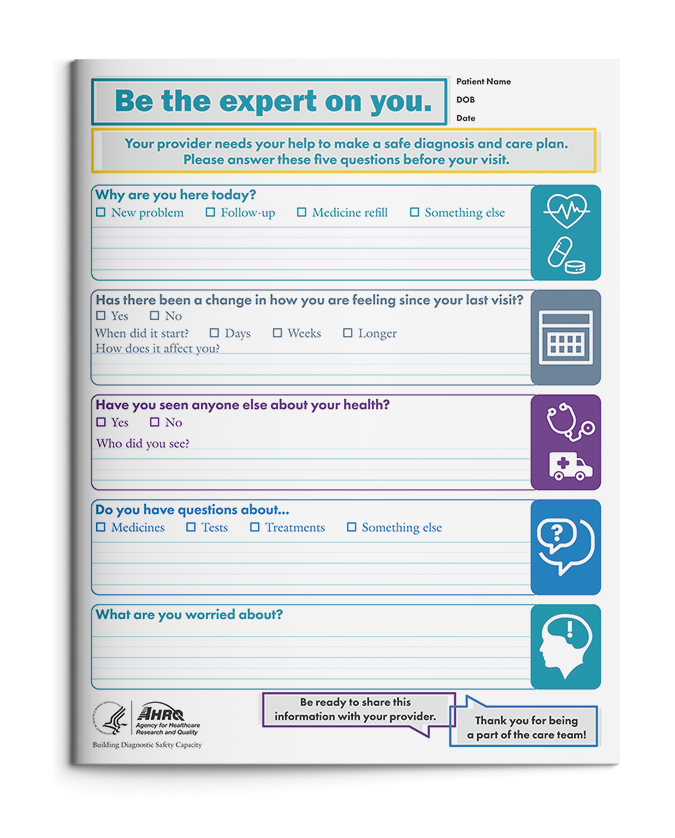 Be the expert on you.
Patient Name
DOB
Date
Your provider needs your help to make a safe diagnosis and care plan.
Please answer these five questions before your visit.
Why are you here today?
New problem Follow-up Medicine refill Something else
Has there been a change in how you are feeling since your last visit?
Yes No
When did it start? Days Weeks Longer
How does it affect you?
Have you seen anyone else about your health?
Yes No
Who did you see?
Do you have questions about...
Medicines Tests Treatments Something else
?
What are you worried about?
!
Be ready to share this
information with your provider.
Thank you for being
a part of the care team!
AHRQ
Agency for Healthcare
Research and Quality
Building Diagnostic Safety Capacity